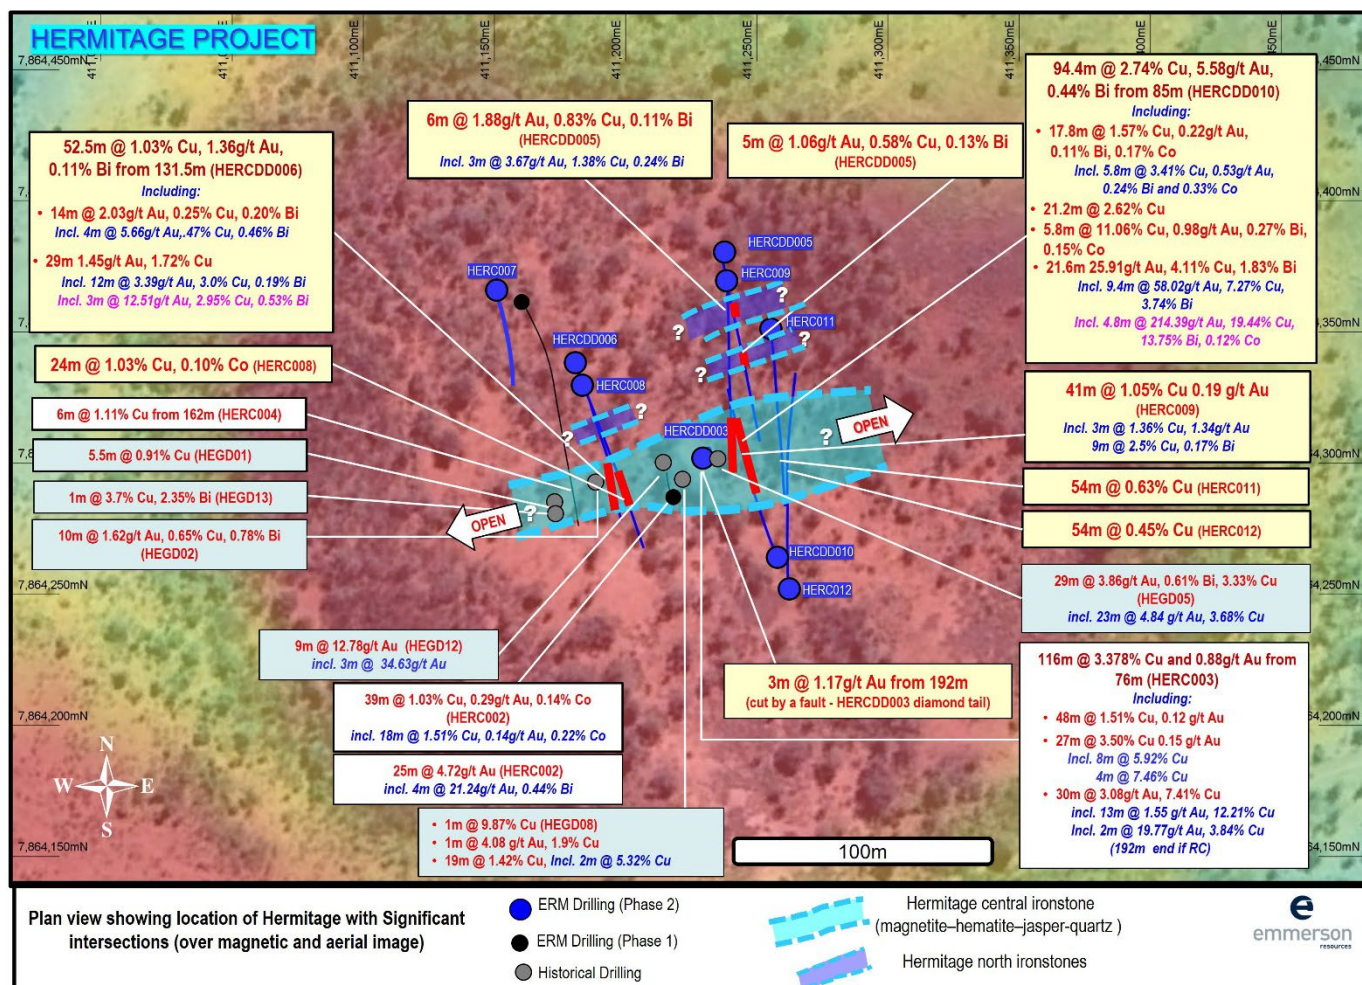 HERMITAGE PROJECT
411,100mN
411,150mN
411,200mN
411,250mN
411,300mN
411,350mN
7,864,450mN
,450mN
94.4m @ 2.74% Cu, 5.58g/t Au,
0.44% Bi from 85m (HERCDD010)
Including:
• 17.8m @ 1.57% Cu, 0.22g/t Au,
0.11% Bi, 0.17% Co
Incl. 5.8m @ 3.41% Cu, 0.53g/t Au,
0.24% Bi and 0.33% Co
• 21.2m @ 2.62% Cu
• 5.8m @ 11.06% Cu, 0.98g/t Au, 0.27% Bi,
0.15% Co
• 21.6m 25.91g/t Au, 4.11% Cu, 1.83% Bi
Incl. 9.4m @ 58.02g/t Au, 7.27% Cu,
3.74% Bi
Incl. 4.8m @ 214.39g/t Au, 19.44% Cu,
13.75% Bi, 0.12% Co
6m @ 1.88g/t Au, 0.83% Cu, 0.11% Bi
(HERCDD005)
Incl. 3m @ 3.67g/t Au, 1.38% Cu, 0.24% Bi
5m @ 1.06g/t Au, 0.58% Cu, 0.13% Bi
(HERCDD005)
52.5m @ 1.03% Cu, 1.36g/t Au,
0.11% Bi from 131.5m (HERCDD006)
Including:
• 14m @ 2.03g/t Au, 0.25% Cu, 0.20% Bi
Incl. 4m @ 5.66g/t Au,.47% Cu, 0.46% Bi
• 29m 1.45g/t Au, 1.72% Cu
Incl. 12m @ 3.39g/t Au, 3.0% Cu, 0.19% Bi
Incl. 3m @ 12.51g/t Au, 2.95% Cu, 0.53% Bi
,400mN
,350mN
HERCDD005
HERC009
HERC007
HERC011
HERCDD006
HERC008
HERCDD003
HERCDD010
HERC012
?
?
?
?
?
?
?
?
?
OPEN
OPEN
24m @ 1.03% Cu, 0.10% Co (HERC008)
6m @ 1.11% Cu from 162m (HERC004)
5.5m @ 0.91% Cu (HEGD01)
1m @ 3.7% Cu, 2.35% Bi (HEGD13)
10m @ 1.62g/t Au, 0.65% Cu, 0.78% Bi
(HEGD02)
41m @ 1.05% Cu 0.19 g/t Au
(HERC009)
Incl. 3m @ 1.36% Cu, 1.34g/t Au
9m @ 2.5% Cu, 0.17% Bi
,300mN
54m @ 0.63% Cu (HERC011)
54m @ 0.45% Cu (HERC012)
29m @ 3.86g/t Au, 0.61% Bi, 3.33% Cu
(HEGD05)
incl. 23m @ 4.84 g/t Au, 3.68% Cu
7,864,250mN
,250mN
9m @ 12.78g/t Au (HEGD12)
incl. 3m @ 34.63g/t Au
39m @ 1.03% Cu, 0.29g/t Au, 0.14% Co
(HERC002)
incl. 18m @ 1.51% Cu, 0.14g/t Au, 0.22% Co
25m @ 4.72g/t Au (HERC002)
incl. 4m @ 21.24g/t Au, 0.44% Bi
3m @ 1.17g/t Au from 192m
(cut by a fault - HERCDD003 diamond tail)
116m @ 3.378% Cu and 0.88g/t Au from
76m (HERC003)
Including:
• 48m @ 1.51% Cu, 0.12 g/t Au
• 27m @ 3.50% Cu 0.15 g/t Au
Incl. 8m @ 5.92% Cu
4m @ 7.46% Cu
• 30m @ 3.08g/t Au, 7.41% Cu
incl. 13m @ 1.55 g/t Au, 12.21% Cu
Incl. 2m @ 19.77g/t Au, 3.84% Cu
(192m end if RC)
7,864,200mN
64,200mN
N
W E
S
• 1m @ 9.87% Cu (HEGD08)
• 1m @ 4.08 g/t Au, 1.9% Cu
• 19m @ 1.42% Cu, Incl. 2m @ 5.32% Cu
100m
7,864,150mN
64,150mN
Plan view showing location of Hermitage with Significant
intersections (over magnetic and aerial image)
ERM Drilling (Phase 2)
ERM Drilling (Phase 1)
Historical Drilling
Hermitage central ironstone
(magnetite–hematite–jasper-quartz )
Hermitage north ironstones
e
emmerson
resources